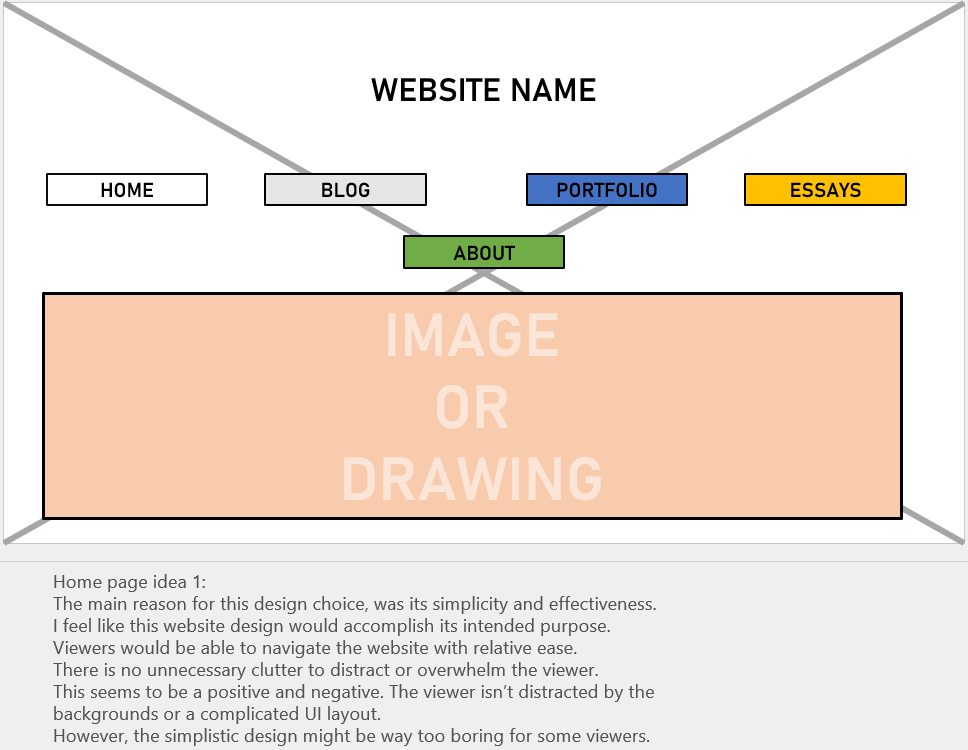 WEBSITE NAME
HOME
BLOG
PORTFOLIO
ESSAYS
ABOUT
IMAGE
OR
DRAWING
Home page idea 1:
The main reason for this design choice, was its simplicity and effectiveness.
I feel like this website design would accomplish its intended purpose.
Viewers would be able to navigate the website with relative ease.
There is no unnecessary clutter to distract or overwhelm the viewer.
This seems to be a positive and negative. The viewer isn’t distracted by the
backgrounds or a complicated UI layout.
However, the simplistic design might be way too boring for some viewers.